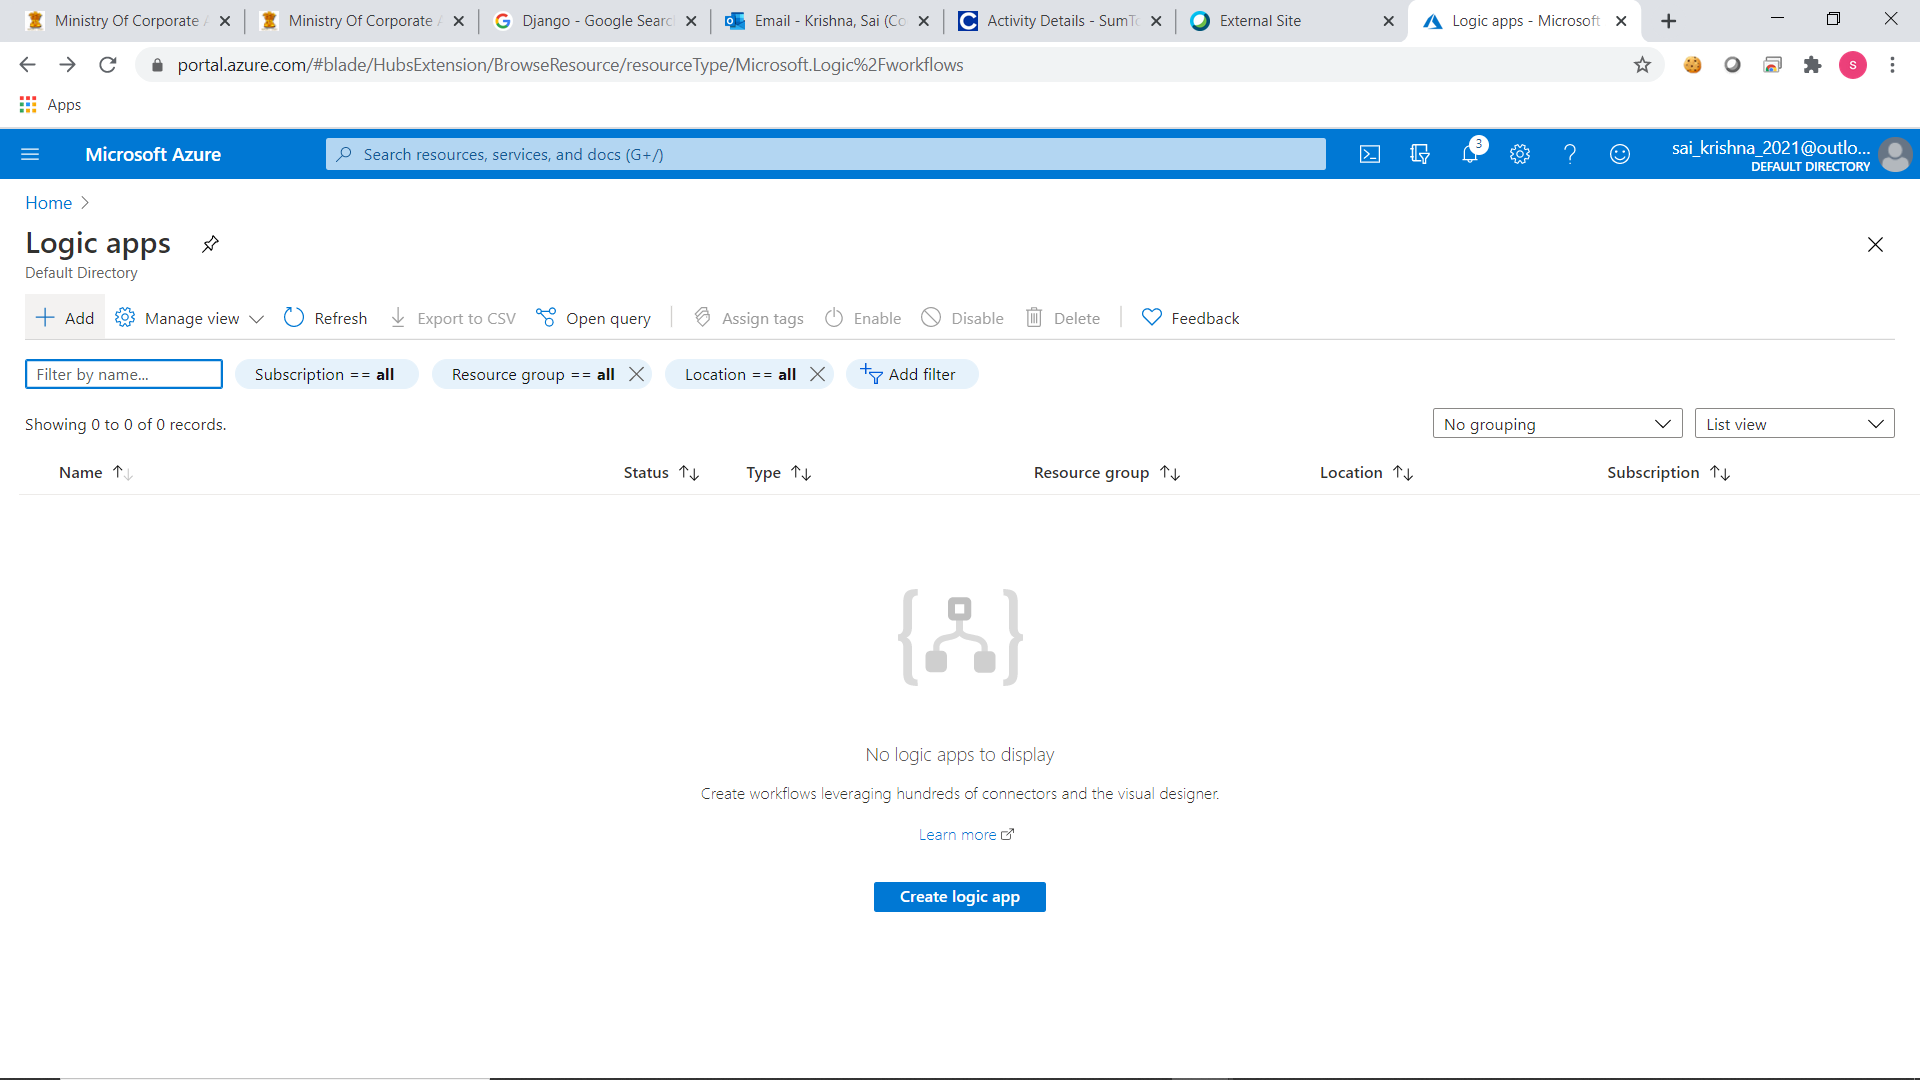 Ministry Of Corporate A
Ministry Of Corporate A
Django - Google Searc
Email - Krishna, Sai (Co
Activity Details - SumTo
External Site
Logic apps - Microsoft
portal.azure.com/#blade/HubsExtension/BrowseResource/resourceType/Microsoft.Logic%2Fworkflows
S
Apps
Microsoft Azure
Search resources, services, and docs (G+/)
3
sai_krishna_2021@outlo...
DEFAULT DIRECTORY
Home
Logic apps
Default Directory
Add
Manage view
Refresh
Export to CSV
Open query
Assign tags
Enable
Disable
Delete
Feedback
Filter by name...
Subscription == all
Resource group == all
Location == all
Add filter
Showing 0 to 0 of 0 records.
No grouping
List view
Name
Status
Type
Resource group
Location
Subscription
No logic apps to display
Create workflows leveraging hundreds of connectors and the visual designer.
Learn more
Create logic app